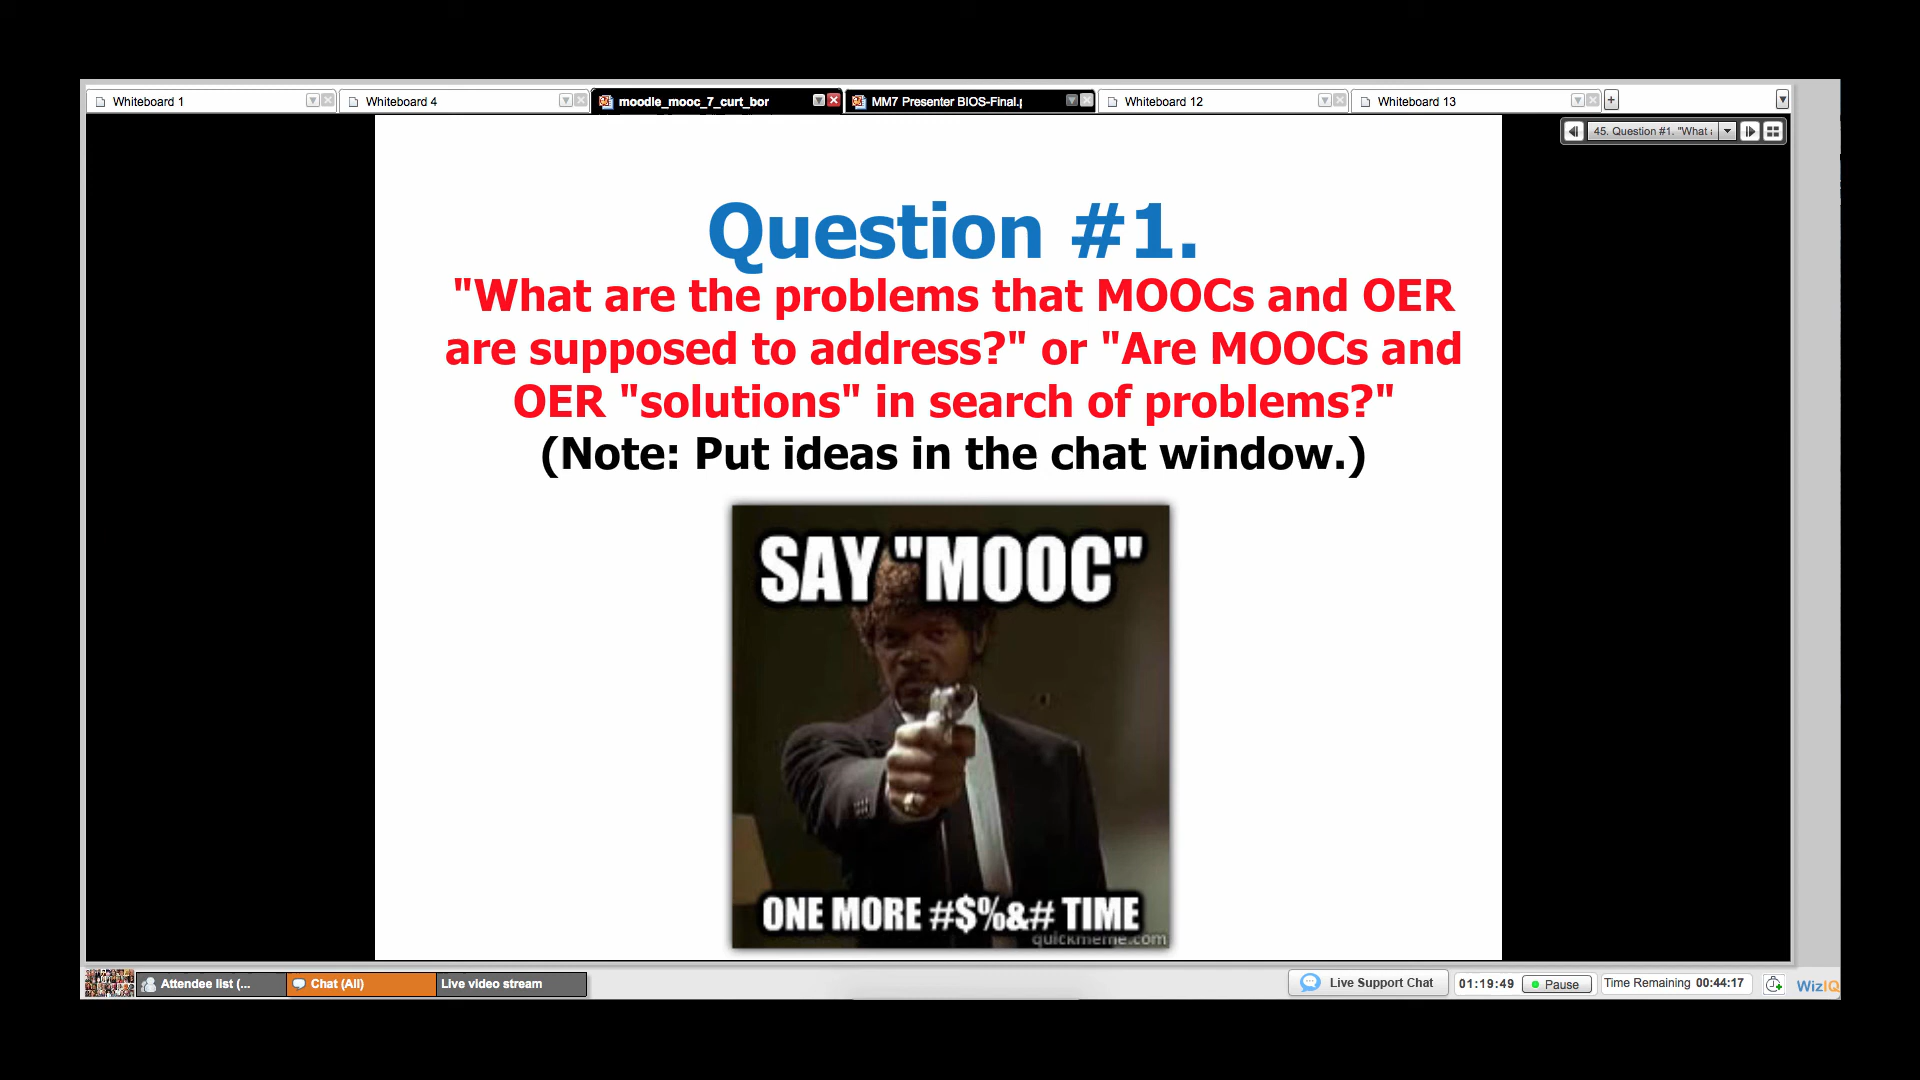 Whiteboard 1
Whiteboard 4
moodle_mooc_7_curt_bor
MM7 Presenter BIOS-Final.p
Whiteboard 12
Whiteboard 13
45. Question #1. "What a
Question #1.
"What are the problems that MOOCs and OER
are supposed to address?" or "Are MOOCs and
OER "solutions" in search of problems?"
(Note: Put ideas in the chat window.)
SAY "MOOC"
ONE MORE #$%&# TIME
quickmeme.com
Attendee list (...
Chat (All)
Live video stream
Live Support Chat
01:19:49
Pause
Time Remaining 00:44:17
WizIQ